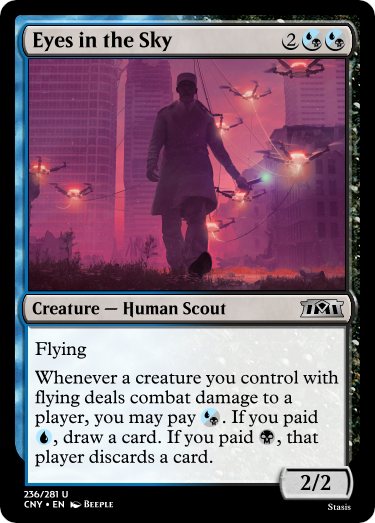 Eyes in the Sky 2
Creature — Human Scout
Flying
Whenever a creature you control with
flying deals combat damage to a
player, you may pay . If you paid
, draw a card. If you paid , that
player discards a card.
2/2
236/281 U
CNY • EN BEEPLE
Stasis